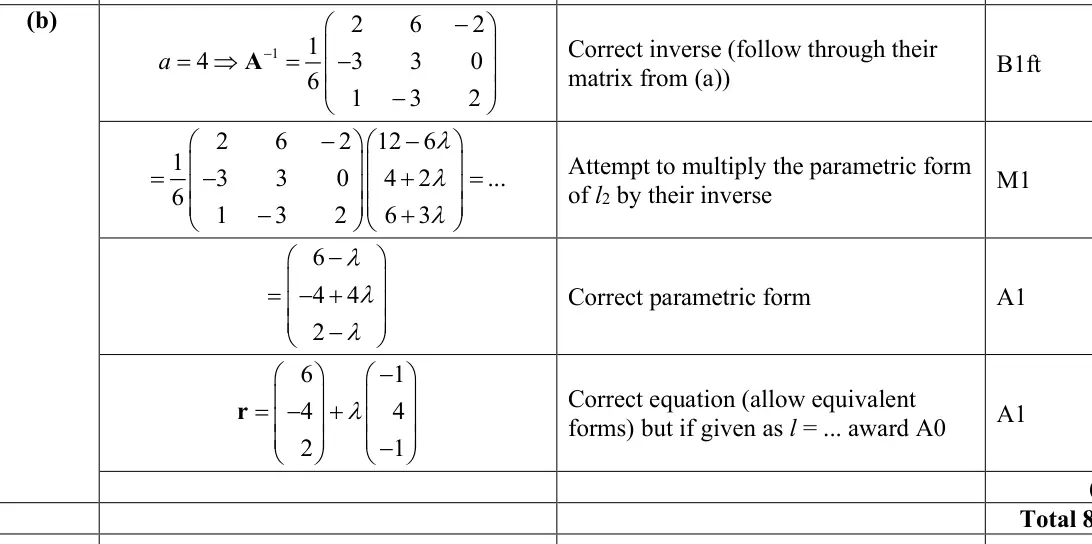 (b)
a = 4 ⇒ A⁻¹ = 1/6 ( 2 6 −2
−3 3 0
1 −3 2 )
Correct inverse (follow through their
matrix from (a))
B1ft
= 1/6 ( 2 6 −2
−3 3 0
1 −3 2 ) ( 12 − 6λ
4 + 2λ
6 + 3λ ) = ...
Attempt to multiply the parametric form
of l₂ by their inverse
M1
= ( 6 − λ
−4 + 4λ
2 − λ )
Correct parametric form
A1
r = ( 6
−4
2 ) + λ ( −1
4
−1 )
Correct equation (allow equivalent
forms) but if given as l = ... award A0
A1
(
Total 8